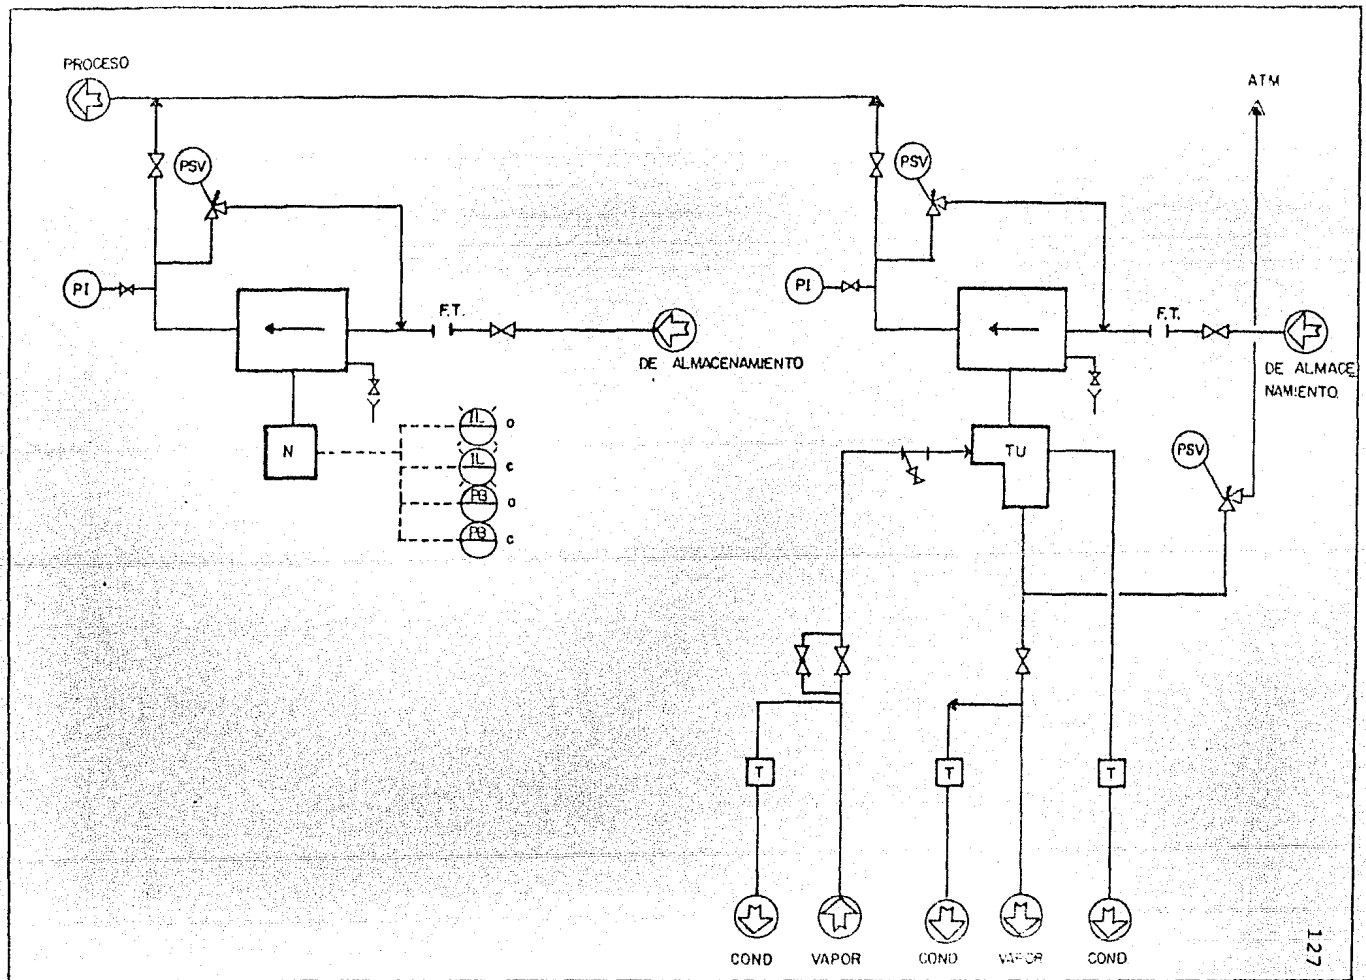 PROCESO
ATM
PSV
PSV
PI
PI
F.T.
F.T.
DE ALMACENAMIENTO
DE ALMACE
NAMIENTO.
IL o
IL c
PB o
PB c
N
TU
PSV
T
T
T
COND
VAPOR
COND
VAPOR
COND
127